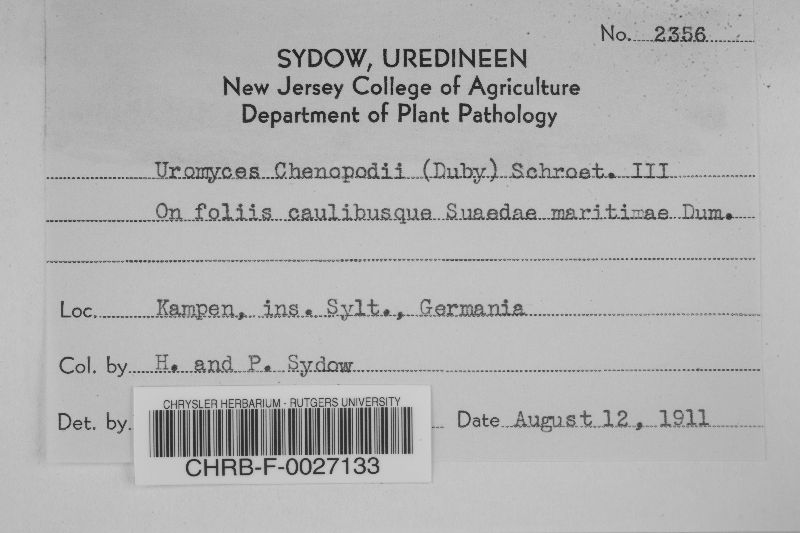 No. 2356
SYDOW, UREDINEEN
New Jersey College of Agriculture
Department of Plant Pathology
Uromyces Chenopodii (Duby) Schroet. III
On foliis caulibusque Suaedae maritimae Dum.
Loc. Kampen, ins. Sylt., Germania
Col. by H. and P. Sydow
Det. by. Date August 12, 1911
CHRYSLER HERBARIUM - RUTGERS UNIVERSITY
CHRB-F-0027133